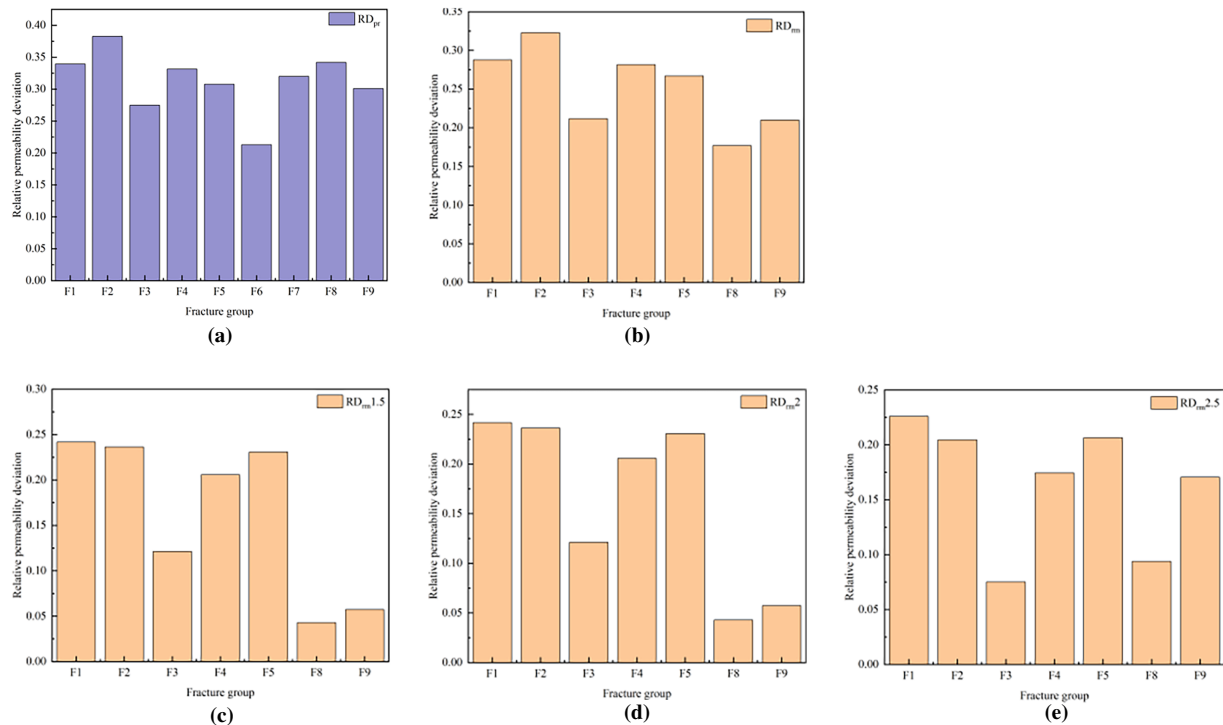 RDpr
Relative permeability deviation
0.40
0.35
0.30
0.25
0.20
0.15
0.10
0.05
0.00
F1 F2 F3 F4 F5 F6 F7 F8 F9
Fracture group
(a)
RDrm
Relative permeability deviation
0.35
0.30
0.25
0.20
0.15
0.10
0.05
0.00
F1 F2 F3 F4 F5 F8 F9
Fracture group
(b)
RDrm1.5
Relative permeability deviation
0.30
0.25
0.20
0.15
0.10
0.05
0.00
F1 F2 F3 F4 F5 F8 F9
Fracture group
(c)
RDrm2
Relative permeability deviation
0.25
0.20
0.15
0.10
0.05
0.00
F1 F2 F3 F4 F5 F8 F9
Fracture group
(d)
RDrm2.5
Relative permeability deviation
0.25
0.20
0.15
0.10
0.05
0.00
F1 F2 F3 F4 F5 F8 F9
Fracture group
(e)